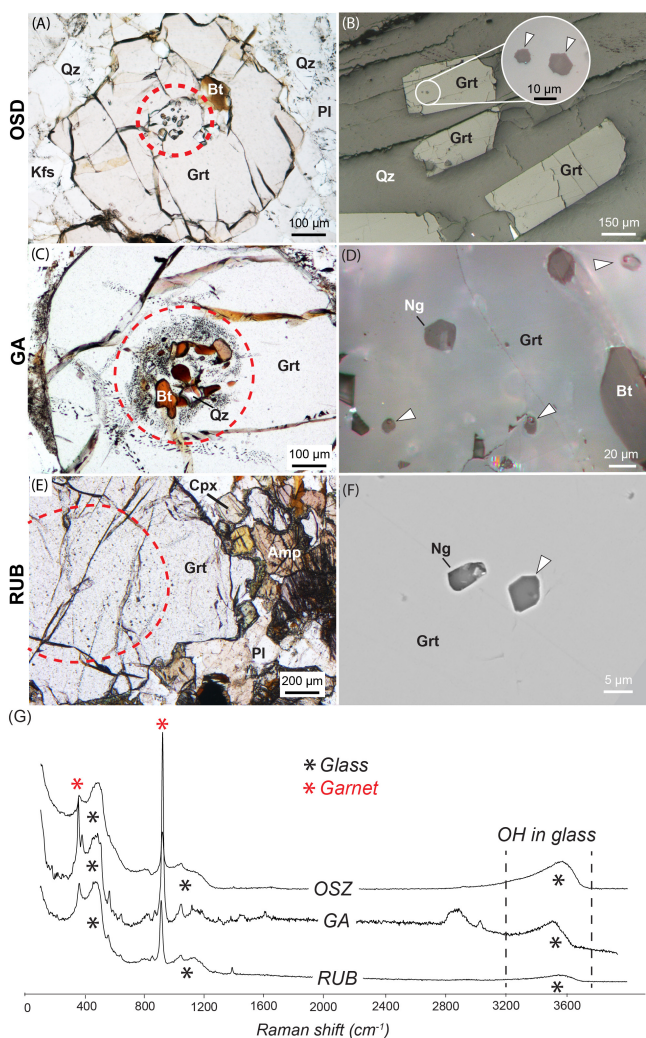 (A)
Qz
Qz
Bt
Pl
Kfs
Grt
100 µm
OSD
(B)
Grt
10 µm
Grt
Qz
Grt
150 µm
(C)
Grt
Bt
Qz
100 µm
GA
(D)
Ng
Grt
Bt
20 µm
(E)
Cpx
Grt
Amp
Pl
200 µm
RUB
(F)
Ng
Grt
5 µm
(G)
* *
* Glass
* Garnet
OH in glass
* * *
OSZ
* * *
GA
* * *
RUB
0 400 800 1200 1600 2000 2400 2800 3200 3600
Raman shift (cm-1)